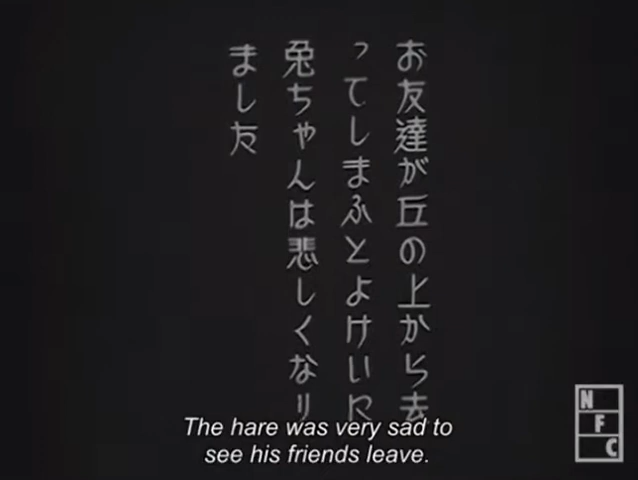 お友達が丘の上から去
ってしまふとよけいに
兎ちゃんは悲しくなり
ました
The hare was very sad to
see his friends leave.
NFC